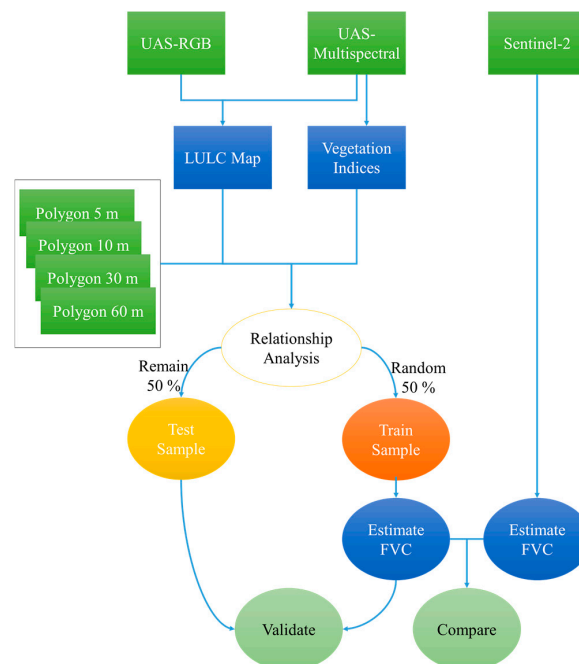 UAS-RGB
UAS-
Multispectral
Sentinel-2
LULC Map
Vegetation
Indices
Polygon 5 m
Polygon 10 m
Polygon 30 m
Polygon 60 m
Relationship
Analysis
Remain
50 %
Random
50 %
Test
Sample
Train
Sample
Estimate
FVC
Estimate
FVC
Validate
Compare